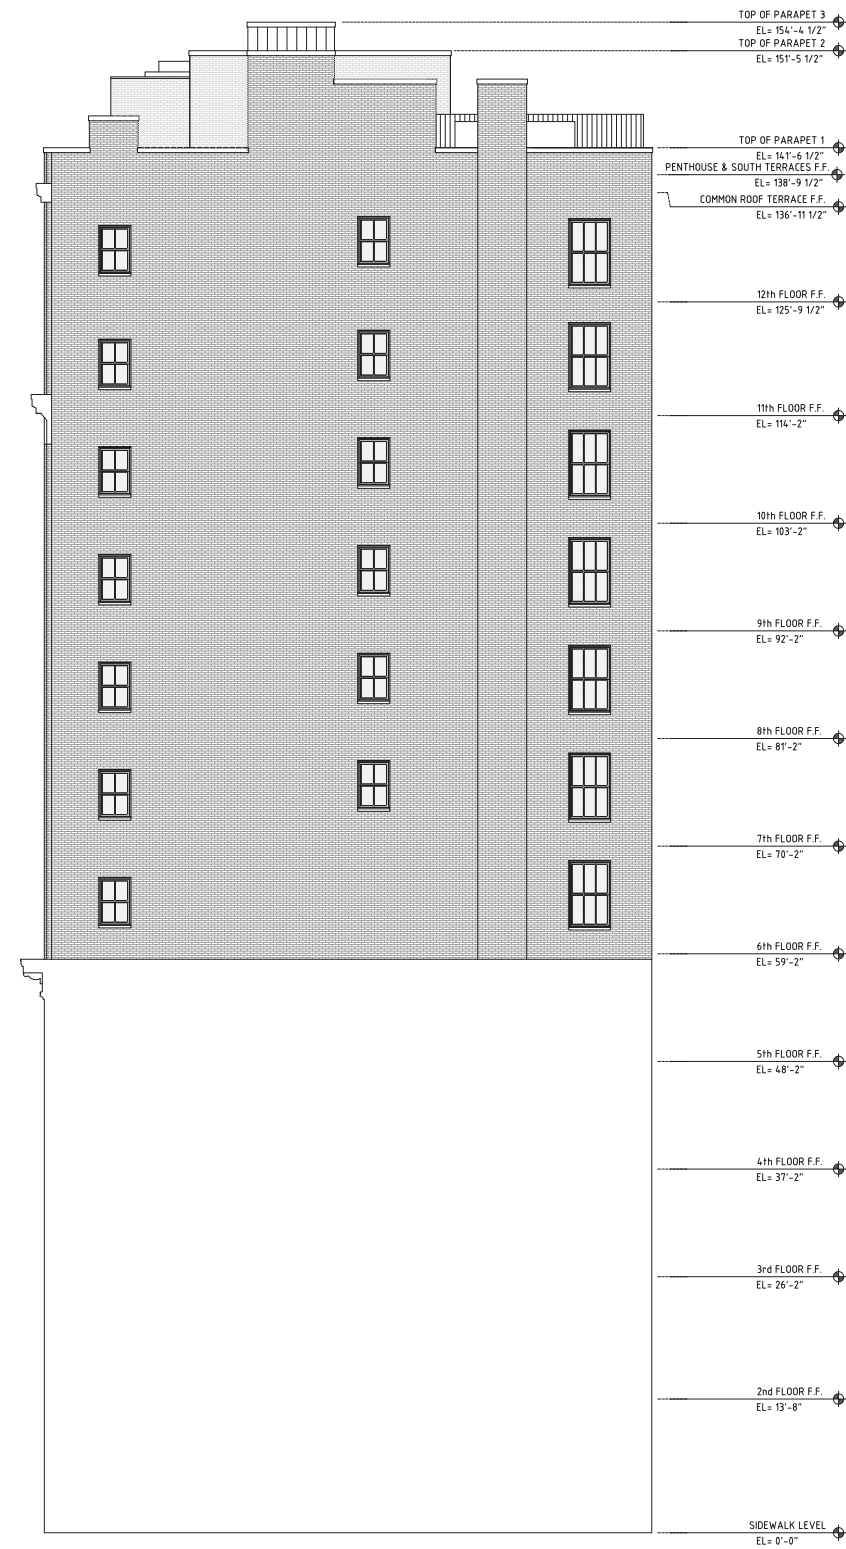 TOP OF PARAPET 3
EL= 154'-4 1/2"
TOP OF PARAPET 2
EL= 151'-5 1/2"
TOP OF PARAPET 1
EL= 141'-6 1/2"
PENTHOUSE & SOUTH TERRACES F.F.
EL= 138'-9 1/2"
COMMON ROOF TERRACE F.F.
EL= 136'-11 1/2"
12th FLOOR F.F.
EL= 125'-9 1/2"
11th FLOOR F.F.
EL= 114'-2"
10th FLOOR F.F.
EL= 103'-2"
9th FLOOR F.F.
EL= 92'-2"
8th FLOOR F.F.
EL= 81'-2"
7th FLOOR F.F.
EL= 70'-2"
6th FLOOR F.F.
EL= 59'-2"
5th FLOOR F.F.
EL= 48'-2"
4th FLOOR F.F.
EL= 37'-2"
3rd FLOOR F.F.
EL= 26'-2"
2nd FLOOR F.F.
EL= 13'-8"
SIDEWALK LEVEL
EL= 0'-0"